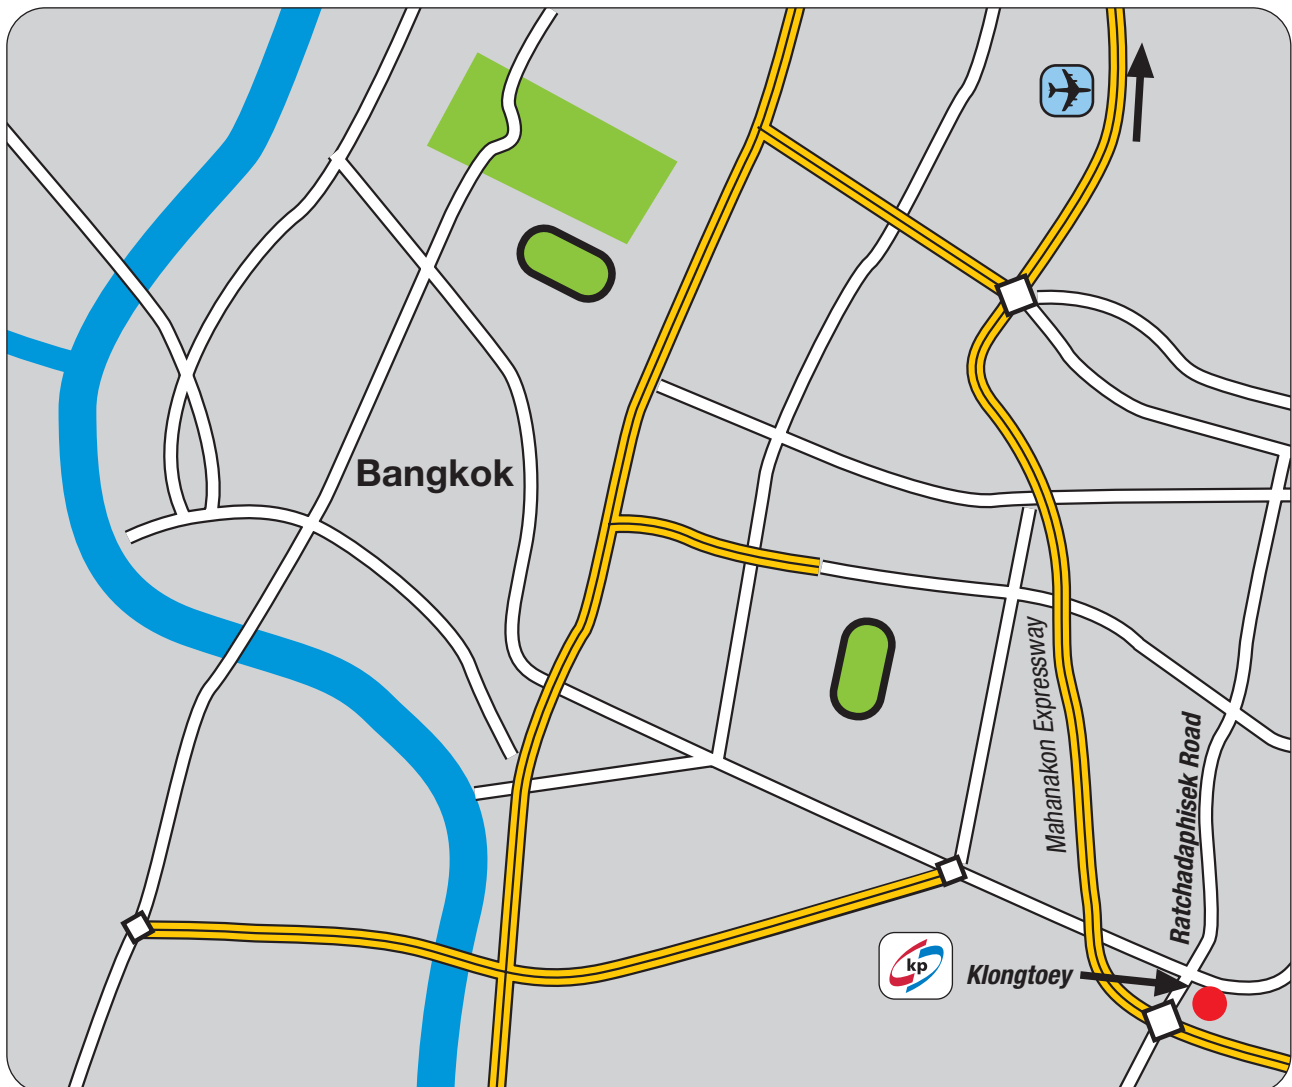 Bangkok
Mahanakon Expressway
Ratchadaphisek Road
kp
Klongtoey